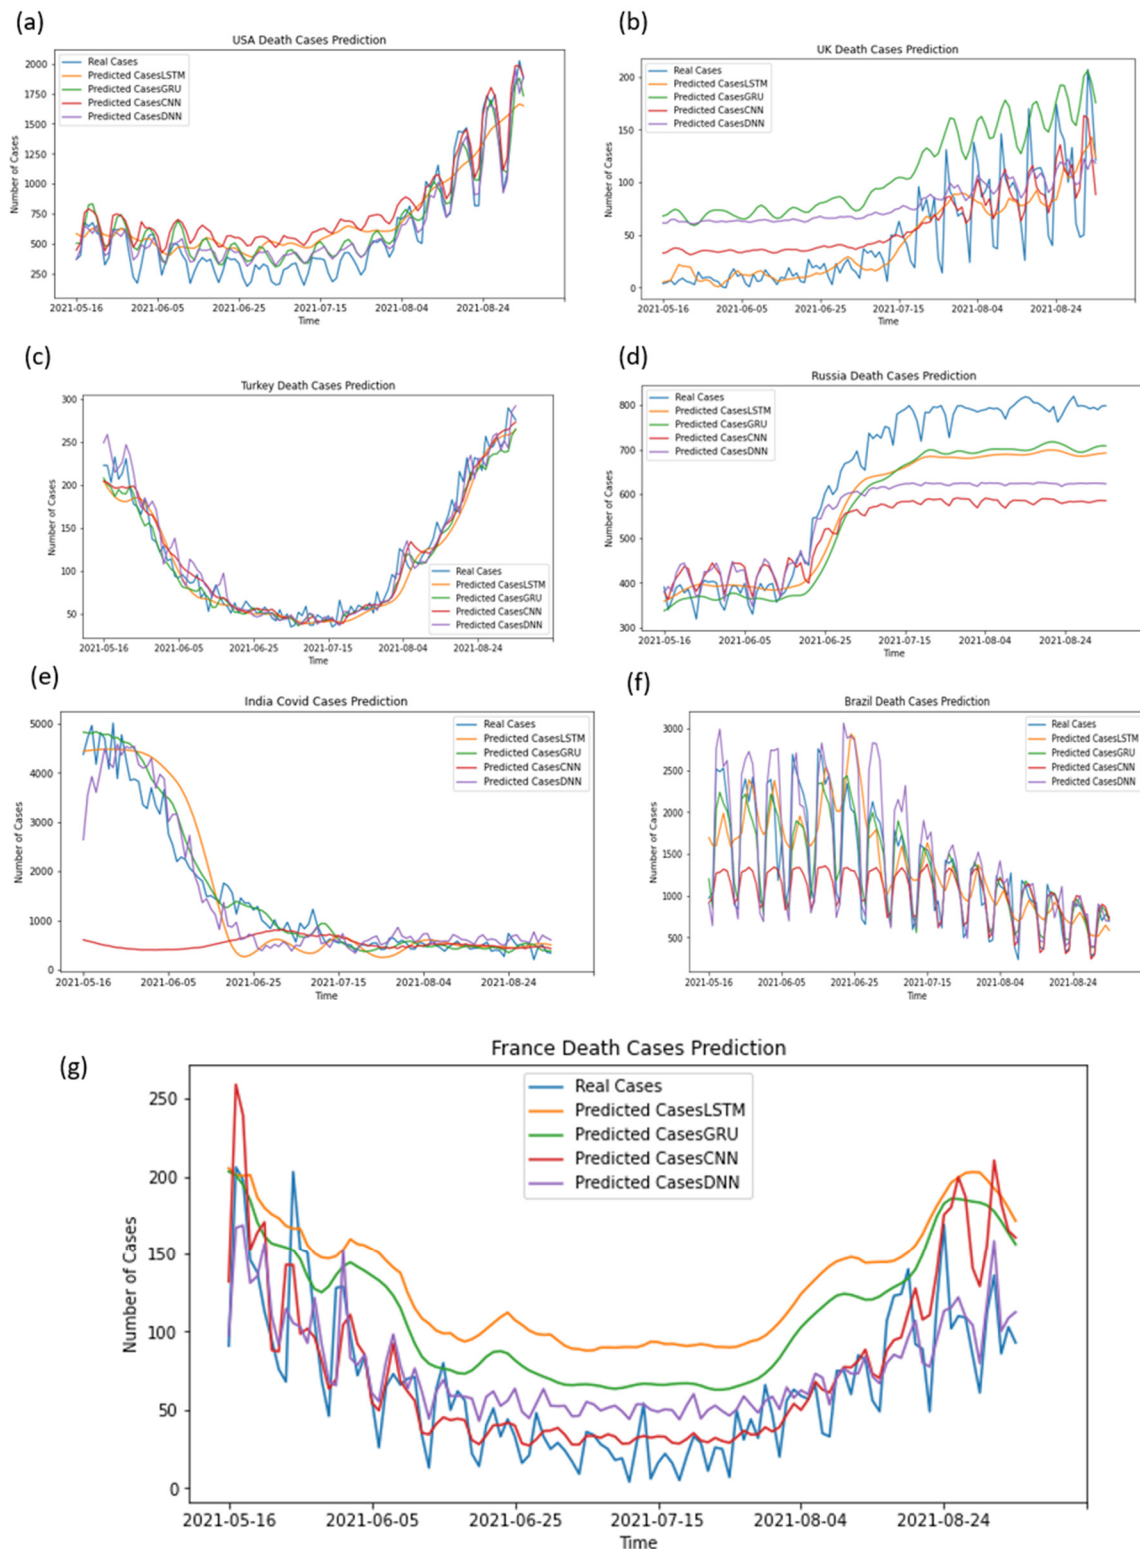 (a)
USA Death Cases Prediction
Real Cases
Predicted CasesLSTM
Predicted CasesGRU
Predicted CasesCNN
Predicted CasesDNN
Number of Cases
2000
1750
1500
1250
1000
750
500
250
2021-05-16 2021-06-05 2021-06-25 2021-07-15 2021-08-04 2021-08-24
Time
(b)
UK Death Cases Prediction
Real Cases
Predicted CasesLSTM
Predicted CasesGRU
Predicted CasesCNN
Predicted CasesDNN
Number of Cases
200
150
100
50
0
2021-05-16 2021-06-05 2021-06-25 2021-07-15 2021-08-04 2021-08-24
Time
(c)
Turkey Death Cases Prediction
Number of Cases
300
250
200
150
100
50
Real Cases
Predicted CasesLSTM
Predicted CasesGRU
Predicted CasesCNN
Predicted CasesDNN
2021-05-16 2021-06-05 2021-06-25 2021-07-15 2021-08-04 2021-08-24
Time
(d)
Russia Death Cases Prediction
Real Cases
Predicted CasesLSTM
Predicted CasesGRU
Predicted CasesCNN
Predicted CasesDNN
Number of Cases
800
700
600
500
400
300
2021-05-16 2021-06-05 2021-06-25 2021-07-15 2021-08-04 2021-08-24
Time
(e)
India Covid Cases Prediction
Real Cases
Predicted CasesLSTM
Predicted CasesGRU
Predicted CasesCNN
Predicted CasesDNN
Number of Cases
5000
4000
3000
2000
1000
0
2021-05-16 2021-06-05 2021-06-25 2021-07-15 2021-08-04 2021-08-24
Time
(f)
Brazil Death Cases Prediction
Real Cases
Predicted CasesLSTM
Predicted CasesGRU
Predicted CasesCNN
Predicted CasesDNN
Number of Cases
3000
2500
2000
1500
1000
500
2021-05-16 2021-06-05 2021-06-25 2021-07-15 2021-08-04 2021-08-24
Time
(g)
France Death Cases Prediction
Real Cases
Predicted CasesLSTM
Predicted CasesGRU
Predicted CasesCNN
Predicted CasesDNN
Number of Cases
250
200
150
100
50
0
2021-05-16 2021-06-05 2021-06-25 2021-07-15 2021-08-04 2021-08-24
Time